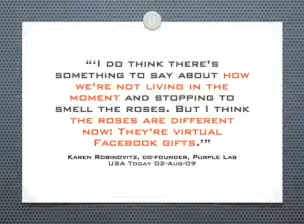 “‘I do think there’s
something to say about how
we’re not living in the
moment and stopping to
smell the roses. But I think
the roses are different
now: They’re virtual
Facebook gifts.’”
Karen Robinovitz, co-founder, Purple Lab
USA Today 02-Aug-09